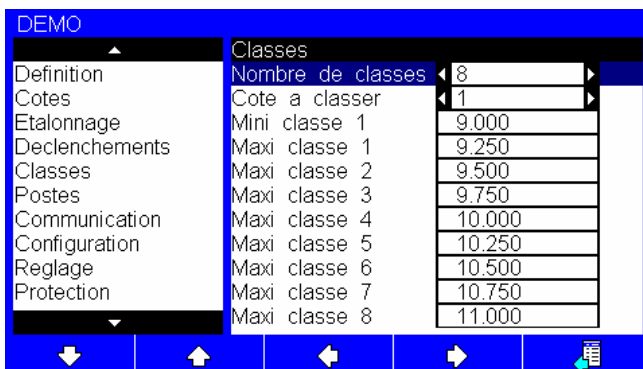 DEMO
Definition
Cotes
Etalonnage
Declenchements
Classes
Postes
Communication
Configuration
Reglage
Protection
Classes
Nombre de classes 8
Cote a classer 1
Mini classe 1 9.000
Maxi classe 1 9.250
Maxi classe 2 9.500
Maxi classe 3 9.750
Maxi classe 4 10.000
Maxi classe 5 10.250
Maxi classe 6 10.500
Maxi classe 7 10.750
Maxi classe 8 11.000